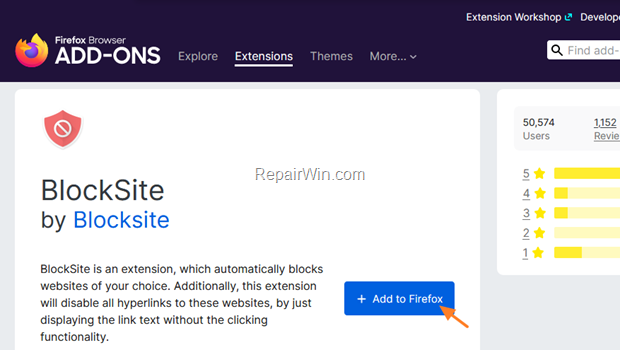 Extension Workshop
Develope
Firefox Browser
ADD-ONS
Explore
Extensions
Themes
More...
Find add-
50,574
1,152
Users
Revie
BlockSite
by Blocksite
RepairWin.com
5
4
3
2
1
BlockSite is an extension, which automatically blocks
websites of your choice. Additionally, this extension
will disable all hyperlinks to these websites, by just
displaying the link text without the clicking
functionality.
+ Add to Firefox